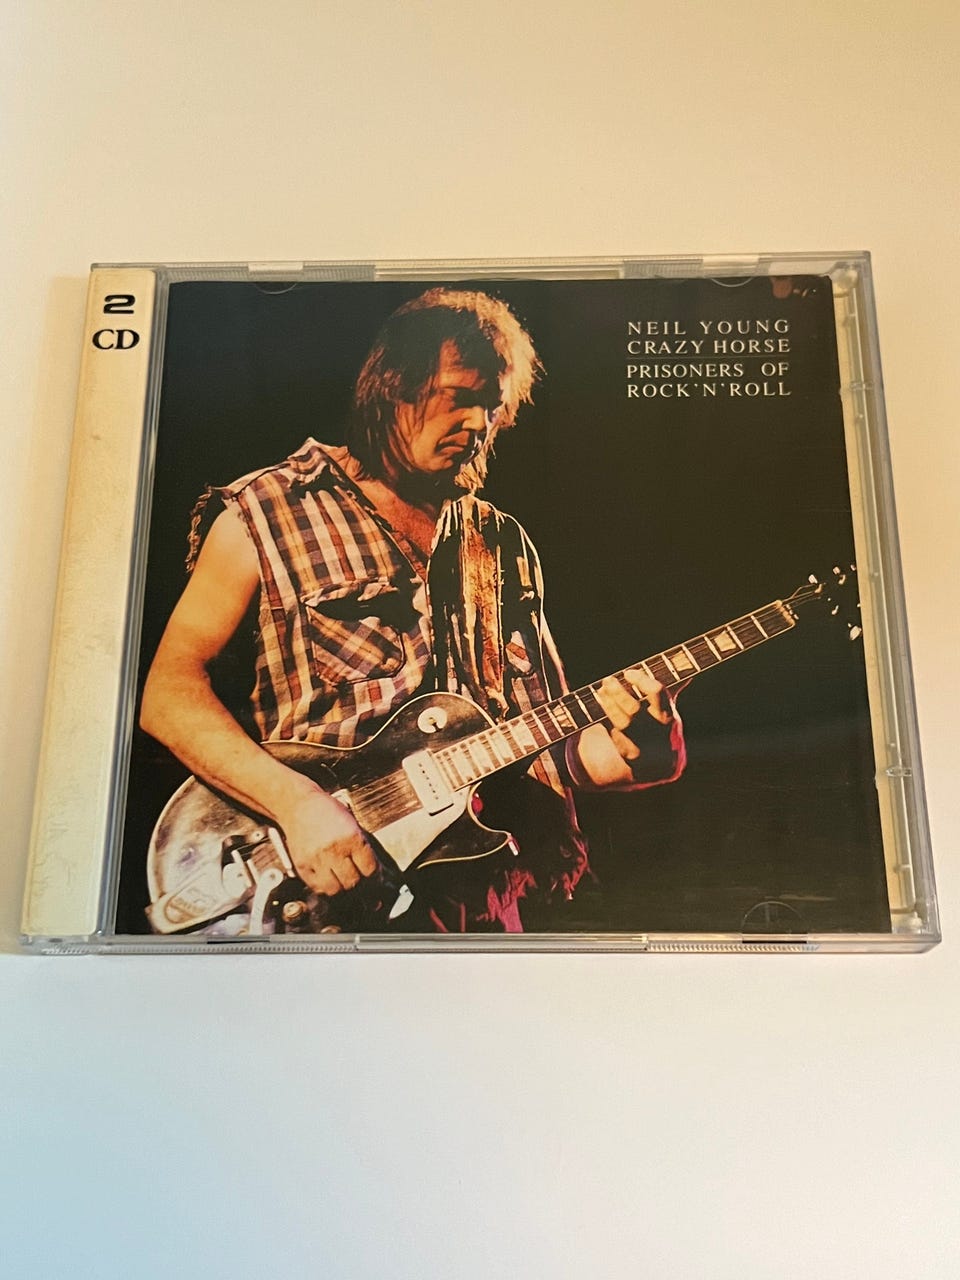 2
CD
NEIL YOUNG
CRAZY HORSE
PRISONERS OF
ROCK'N'ROLL